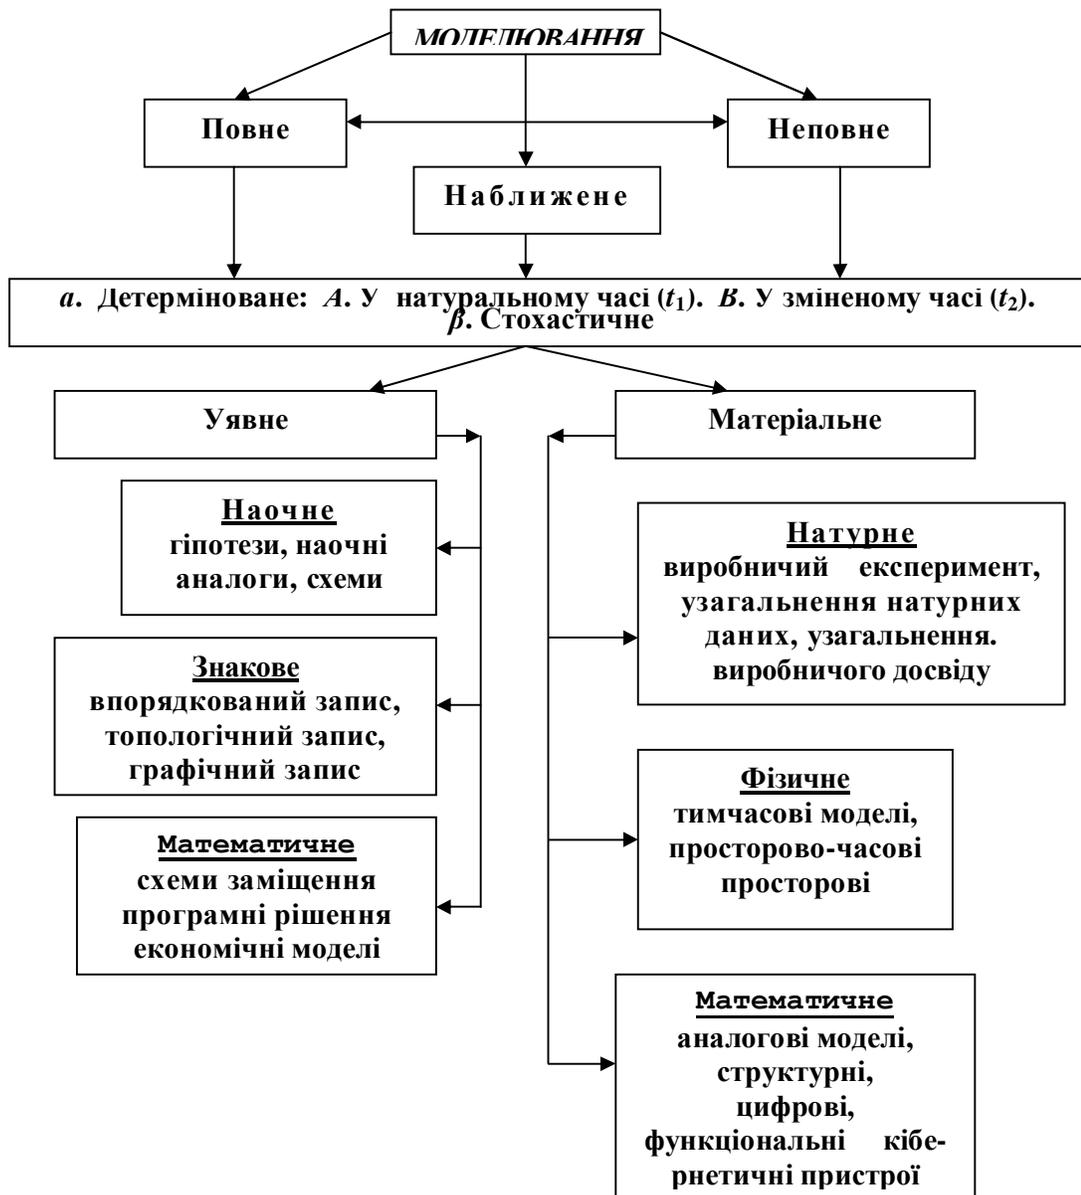 МОДЕЛЮВАННЯ
Повне
Неповне
Наближене
а. Детерміноване: А. У натуральному часі (t₁). В. У зміненому часі (t₂).
β. Стохастичне
Уявне
Матеріальне
Наочне
гіпотези, наочні
аналоги, схеми
Натурне
виробничий експеримент,
узагальнення натурних
даних, узагальнення.
виробничого досвіду
Знакове
впорядкований запис,
топологічний запис,
графічний запис
Фізичне
тимчасові моделі,
просторово-часові
просторові
Математичне
схеми заміщення
програмні рішення
економічні моделі
Математичне
аналогові моделі,
структурні,
цифрові,
функціональні кібе-
рнетичні пристрої